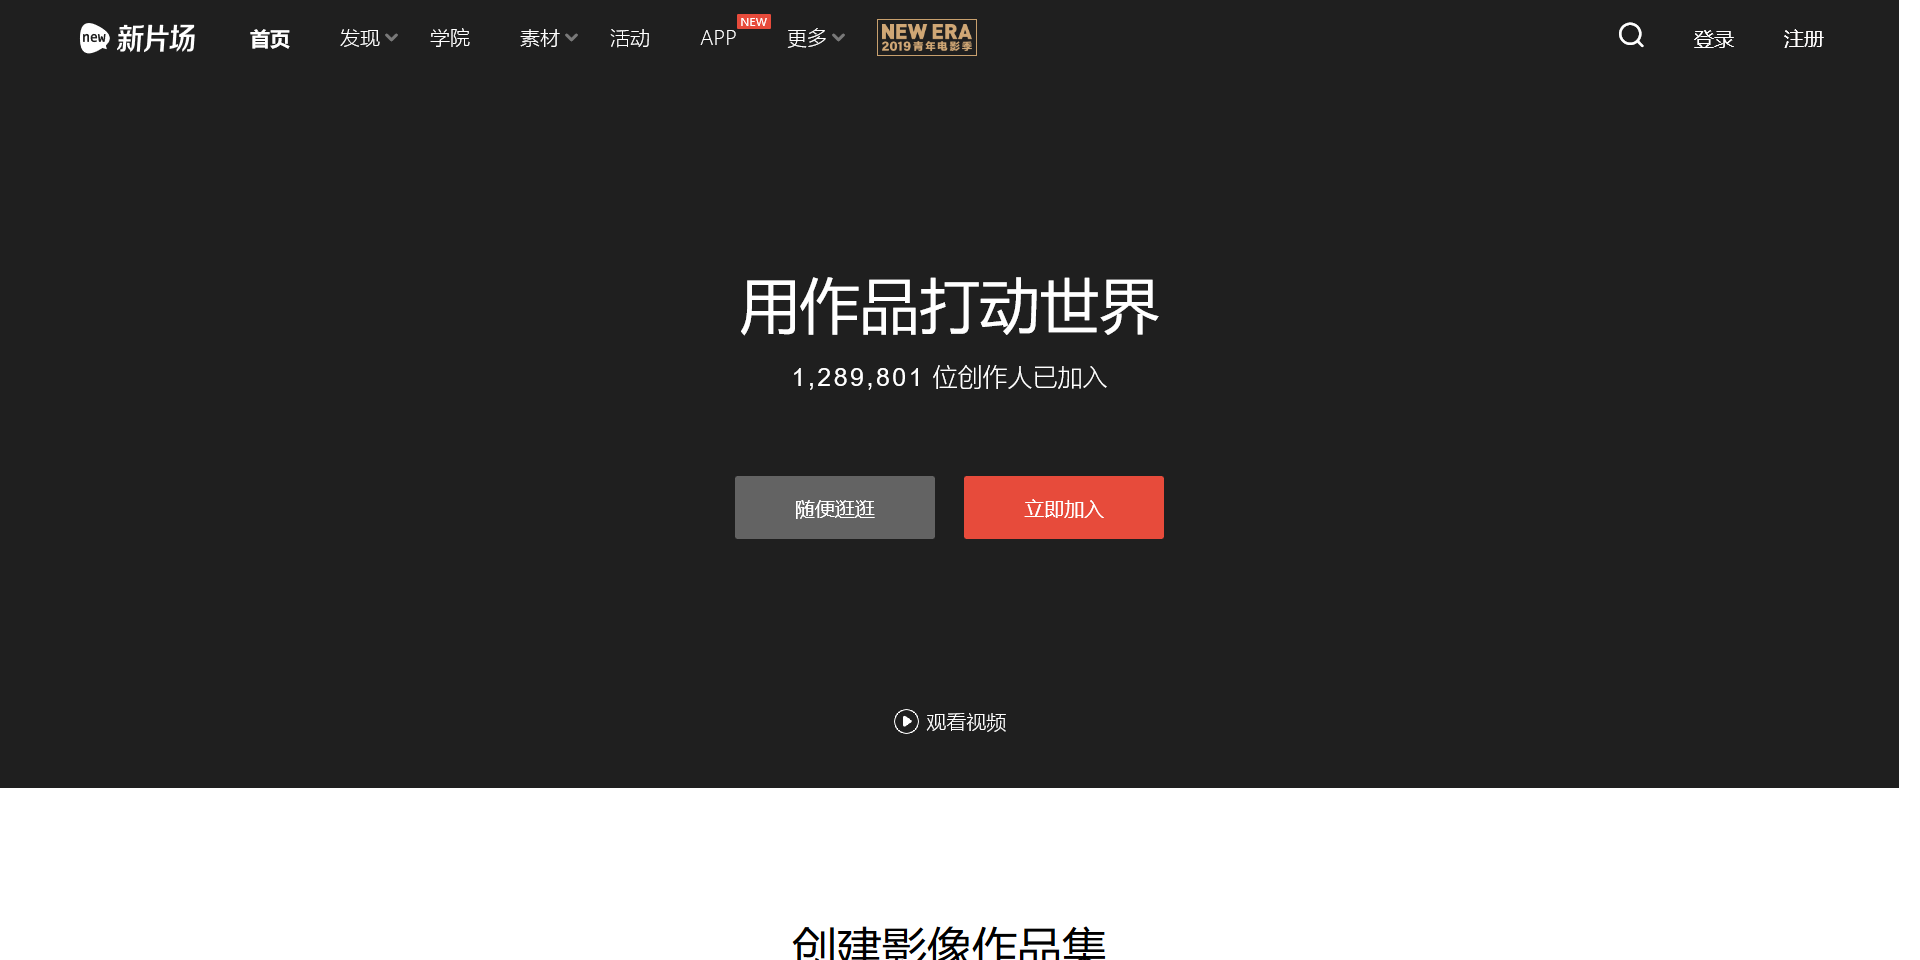 new 新片场 首页 发现 学院 素材 活动 APP NEW 更多 NEW ERA 2019青年电影季 登录 注册
用作品打动世界
1,289,801 位创作人已加入
随便逛逛 立即加入
观看视频
创建影像作品集